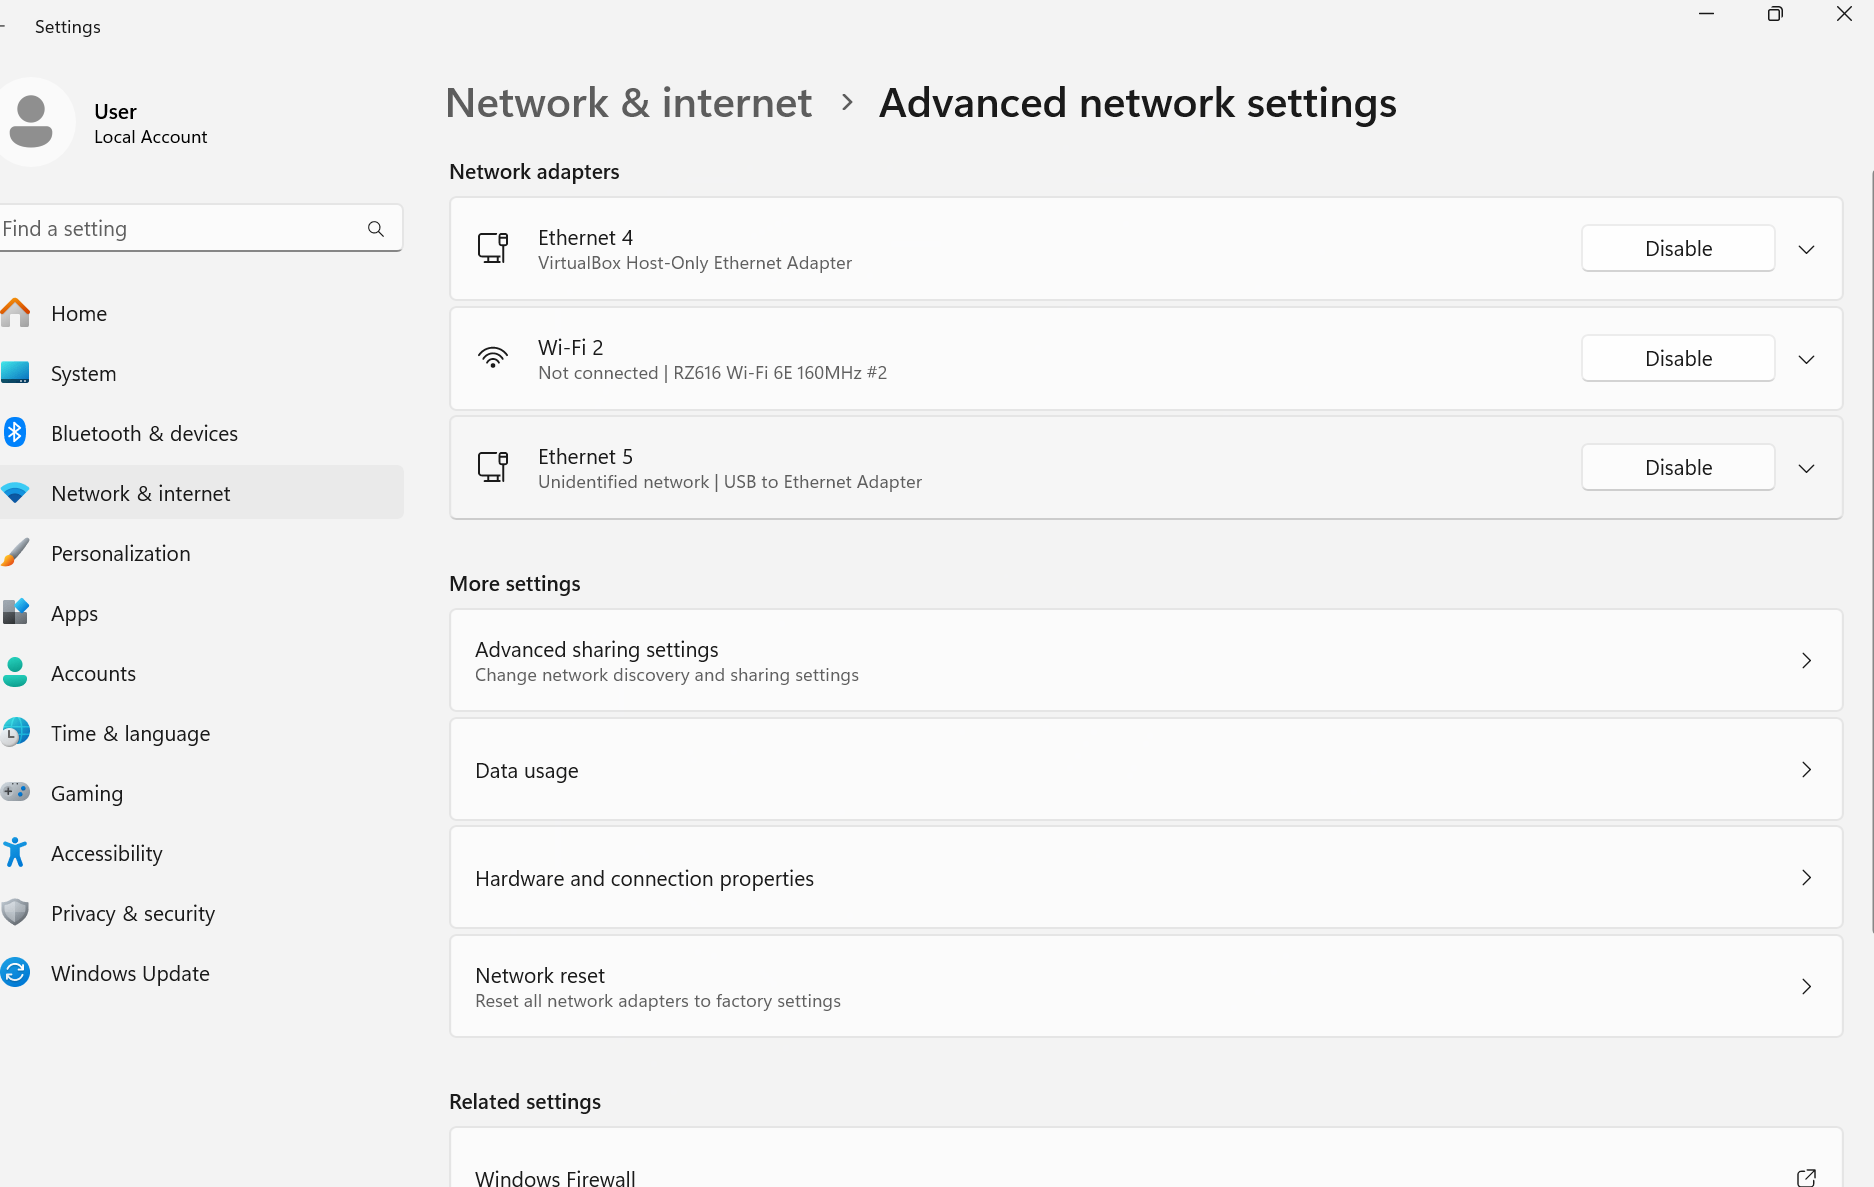 Settings
User
Local Account
Find a setting
Home
System
Bluetooth & devices
Network & internet
Personalization
Apps
Accounts
Time & language
Gaming
Accessibility
Privacy & security
Windows Update
Network & internet > Advanced network settings
Network adapters
Ethernet 4
VirtualBox Host-Only Ethernet Adapter
Disable
Wi-Fi 2
Not connected | RZ616 Wi-Fi 6E 160MHz #2
Disable
Ethernet 5
Unidentified network | USB to Ethernet Adapter
Disable
More settings
Advanced sharing settings
Change network discovery and sharing settings
Data usage
Hardware and connection properties
Network reset
Reset all network adapters to factory settings
Related settings
Windows Firewall